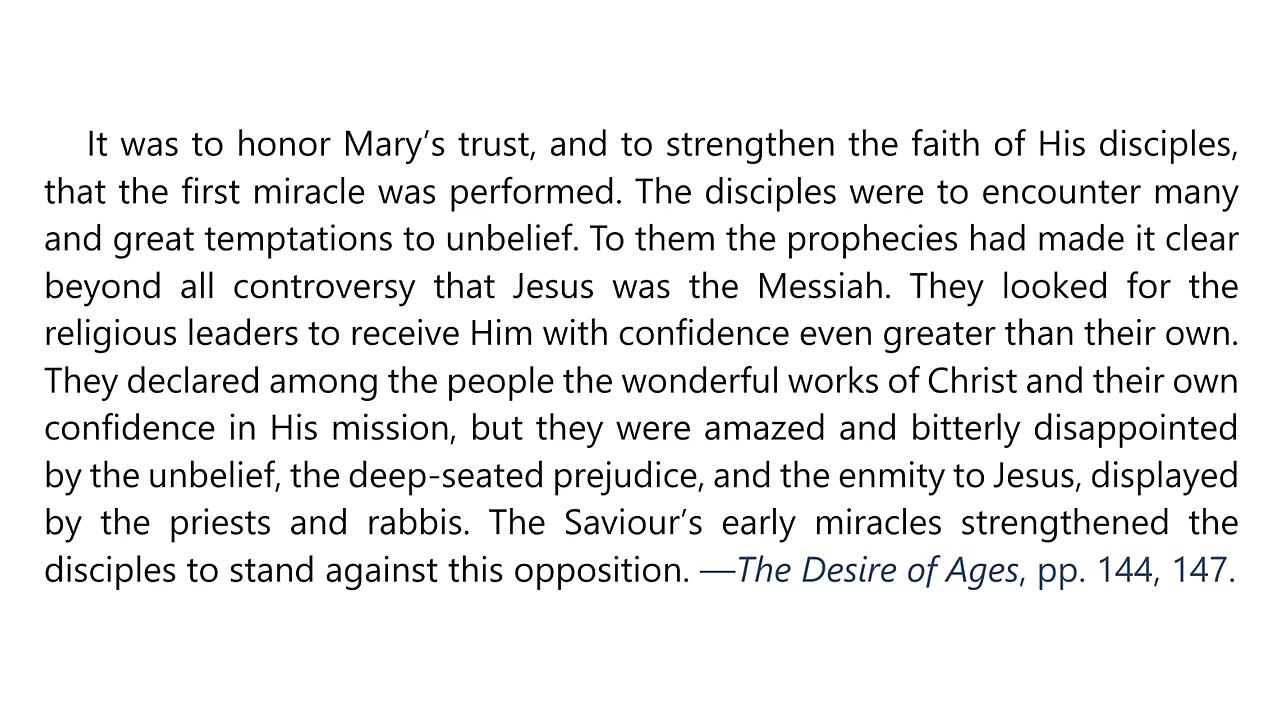 It was to honor Mary’s trust, and to strengthen the faith of His disciples,
that the first miracle was performed. The disciples were to encounter many
and great temptations to unbelief. To them the prophecies had made it clear
beyond all controversy that Jesus was the Messiah. They looked for the
religious leaders to receive Him with confidence even greater than their own.
They declared among the people the wonderful works of Christ and their own
confidence in His mission, but they were amazed and bitterly disappointed
by the unbelief, the deep-seated prejudice, and the enmity to Jesus, displayed
by the priests and rabbis. The Saviour’s early miracles strengthened the
disciples to stand against this opposition. —The Desire of Ages, pp. 144, 147.